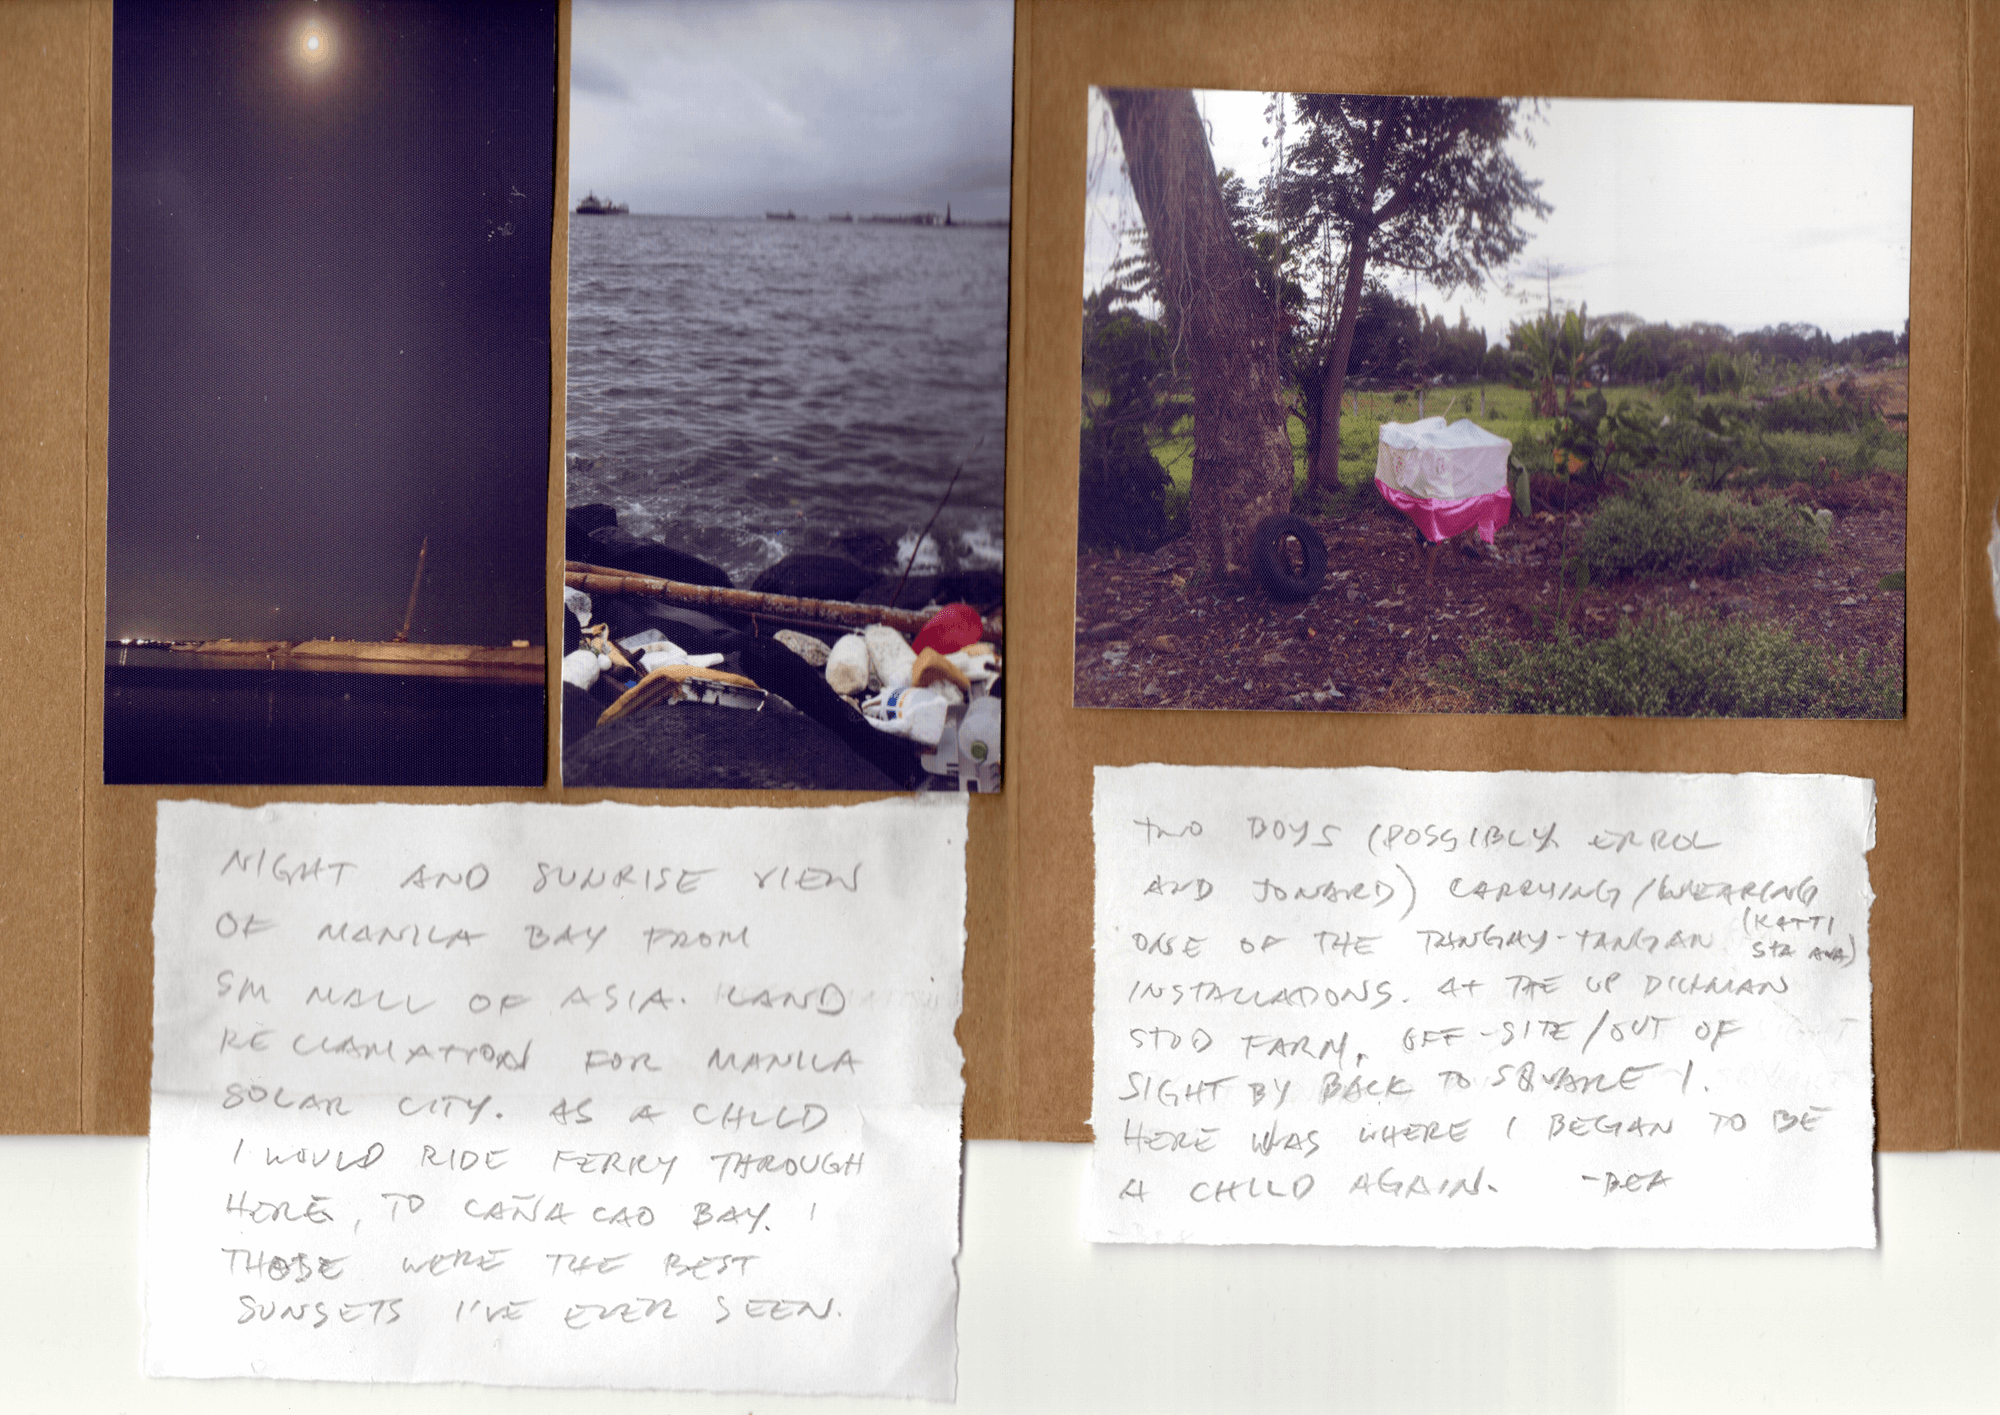 NIGHT AND SUNRISE VIEW
OF MANILA BAY FROM
SM MALL OF ASIA. LAND
RECLAMATION FOR MANILA
SOLAR CITY. AS A CHILD
I WOULD RIDE FERRY THROUGH
HERE, TO CAÑACAO BAY.
THOSE WERE THE BEST
SUNSETS I'VE EVER SEEN.
TWO BOYS (POSSIBLY ERROL
AND JONARD) CARRYING/WEARING
ONE OF THE TANGAY-TANGAN (KATTI
STA ANA)
INSTALLATIONS. AT THE UP DILIMAN
STUD FARM. OFF-SITE/OUT OF
SIGHT BY BACK TO SQUARE 1.
HERE WAS WHERE I BEGAN TO BE
A CHILD AGAIN. -BEA